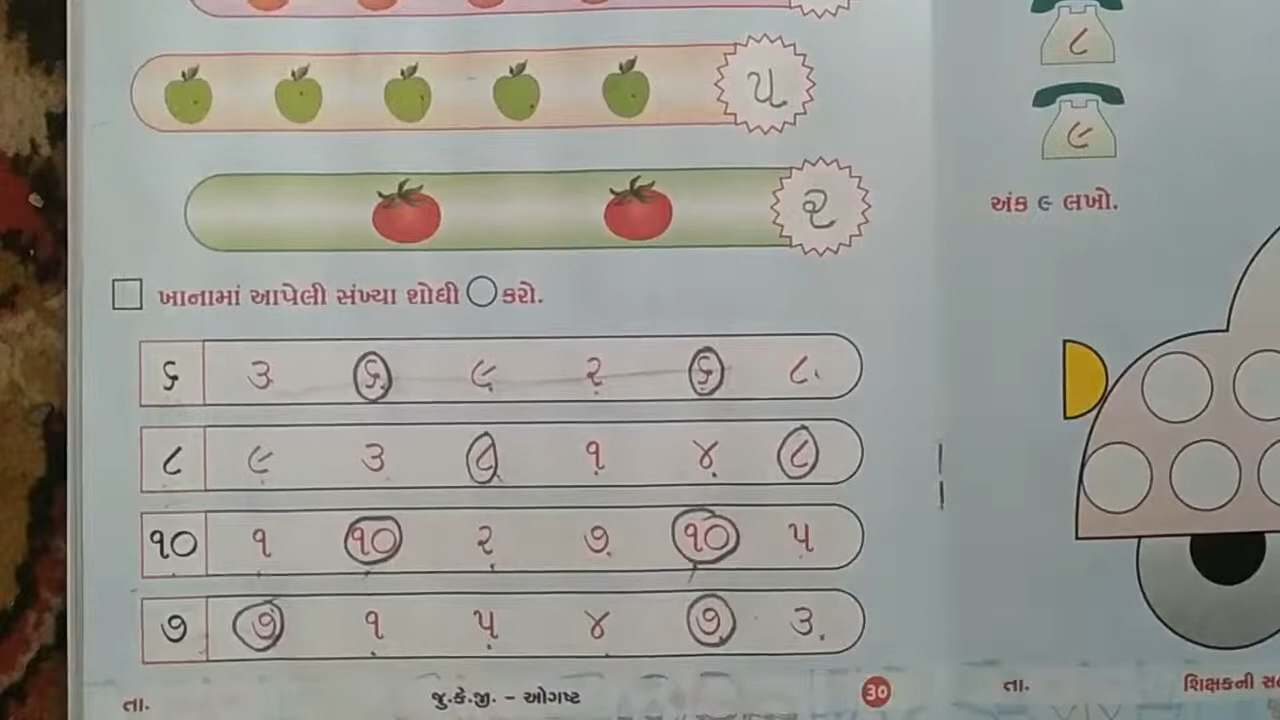 ૫
૨
ખાનામાં આપેલી સંખ્યા શોધી ◯ કરો.
૬ ૩ ૬ ૯ ૨ ૬ ૮
૮ ૯ ૩ ૮ ૧ ૪ ૮
૧૦ ૧ ૧૦ ૨ ૭ ૧૦ ૫
૭ ૭ ૧ ૫ ૪ ૭ ૩
તા.
જુ.કે.જી. - ઓગષ્ટ
30
૮
૯
અંક ૯ લખો.
તા.
શિક્ષકની